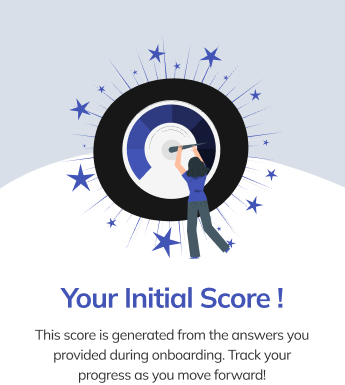 Your Initial Score !
This score is generated from the answers you
provided during onboarding. Track your
progress as you move forward!